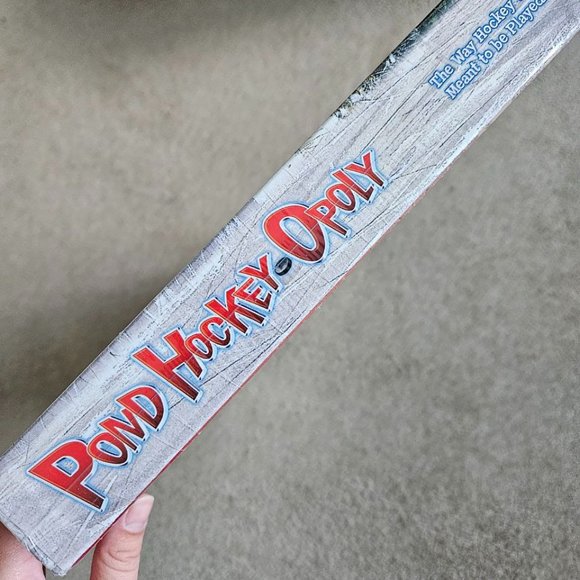 The Way Hockey
Meant to be Played
POND HOCKEY-OPOLY